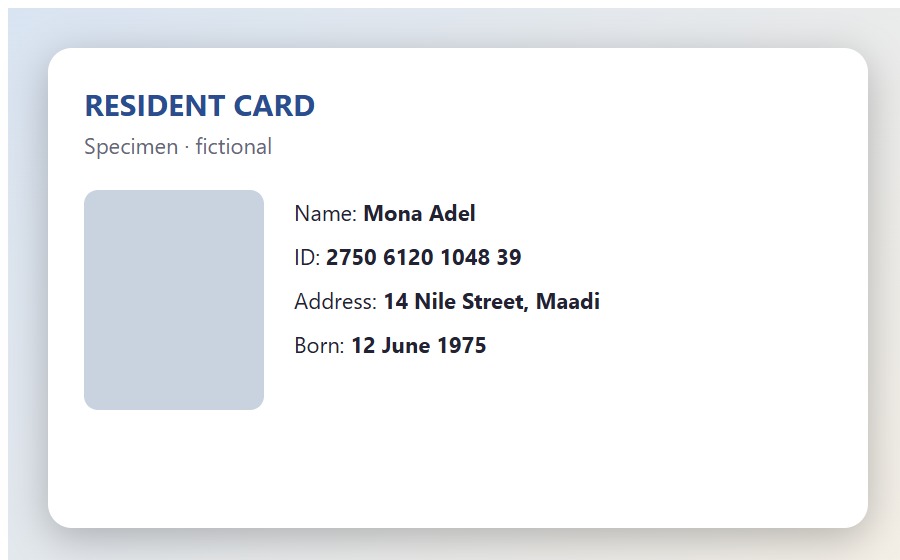 RESIDENT CARD
Specimen · fictional
Name: Mona Adel
ID: 2750 6120 1048 39
Address: 14 Nile Street, Maadi
Born: 12 June 1975